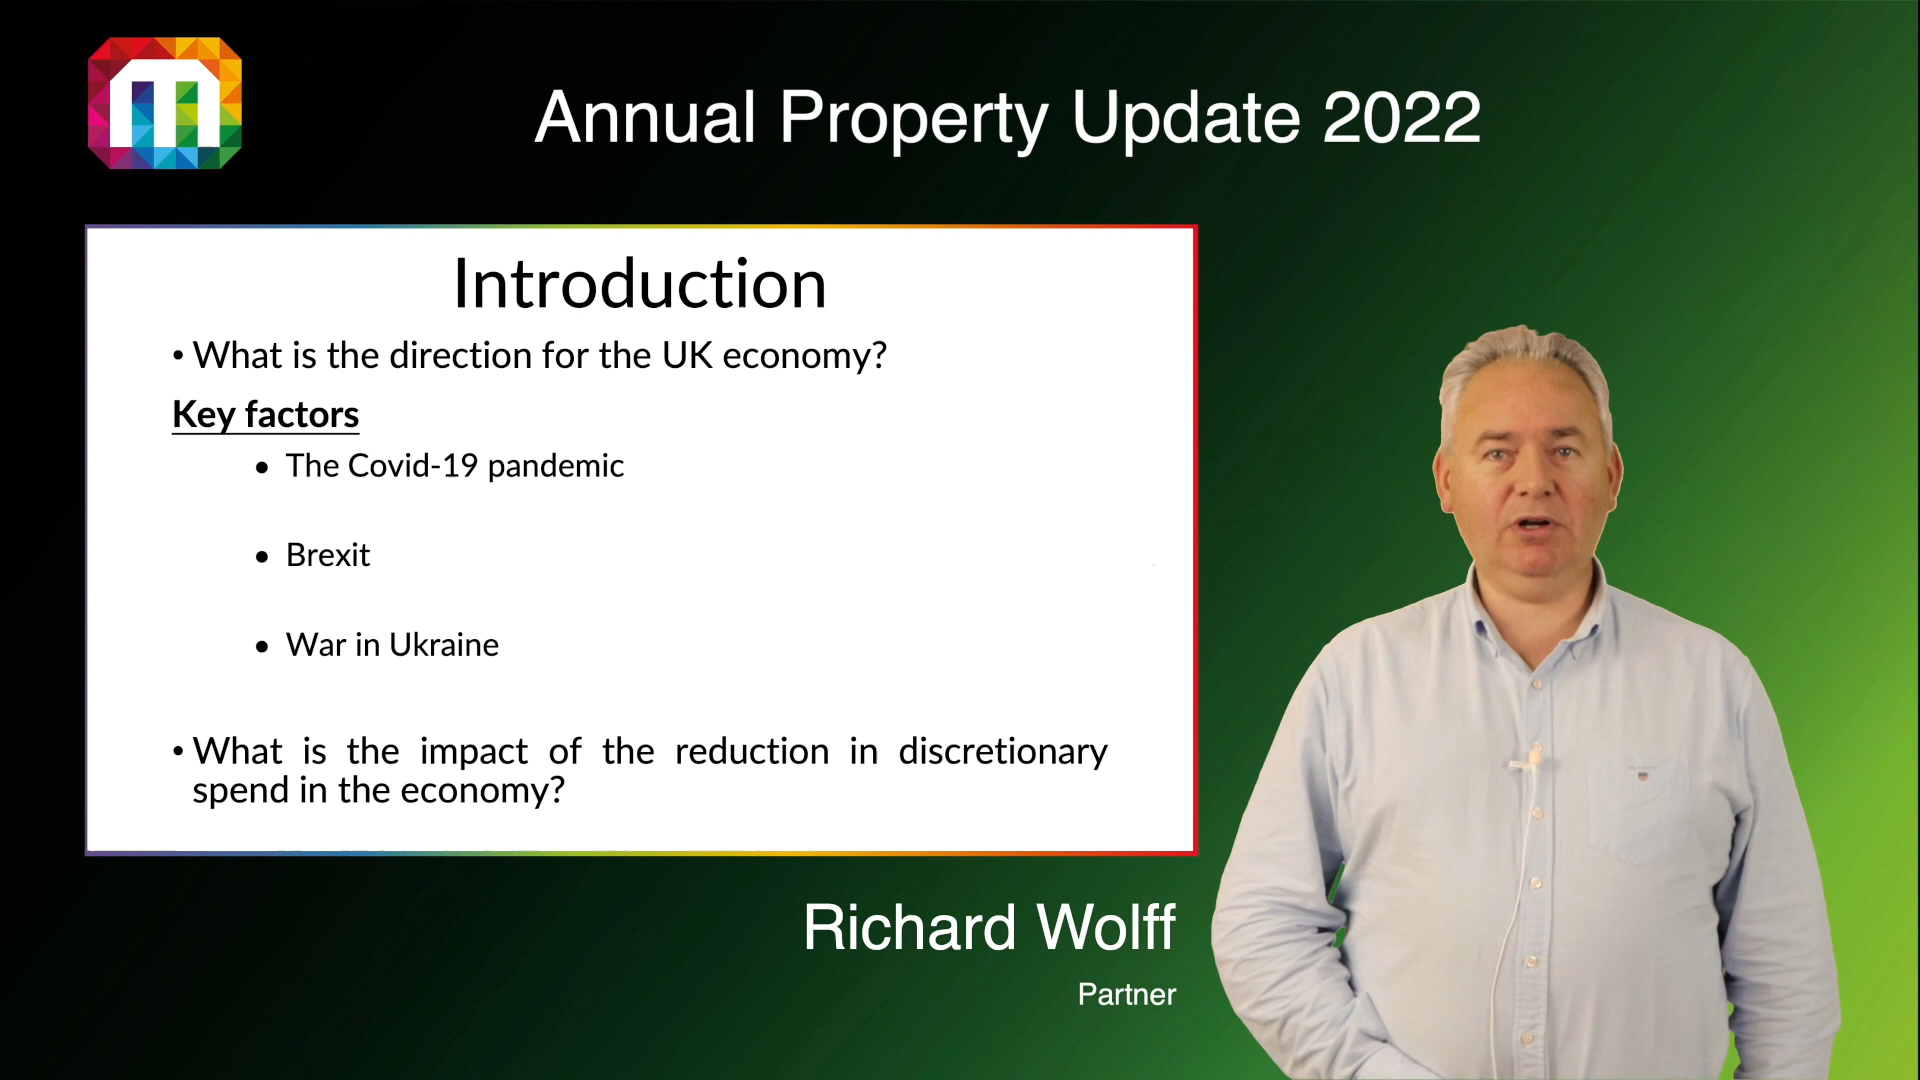 Annual Property Update 2022
Introduction
• What is the direction for the UK economy?
Key factors
• The Covid-19 pandemic
• Brexit
• War in Ukraine
• What is the impact of the reduction in discretionary
spend in the economy?
Richard Wolff
Partner